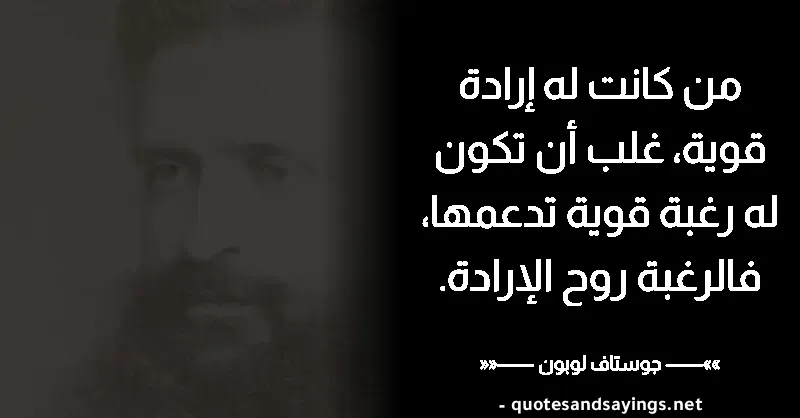 من كانت له إرادة
قوية، غلب أن تكون
له رغبة قوية تدعمها،
فالرغبة روح الإرادة.
»»—— جوستاف لوبون ——««
- quotesandsayings.net